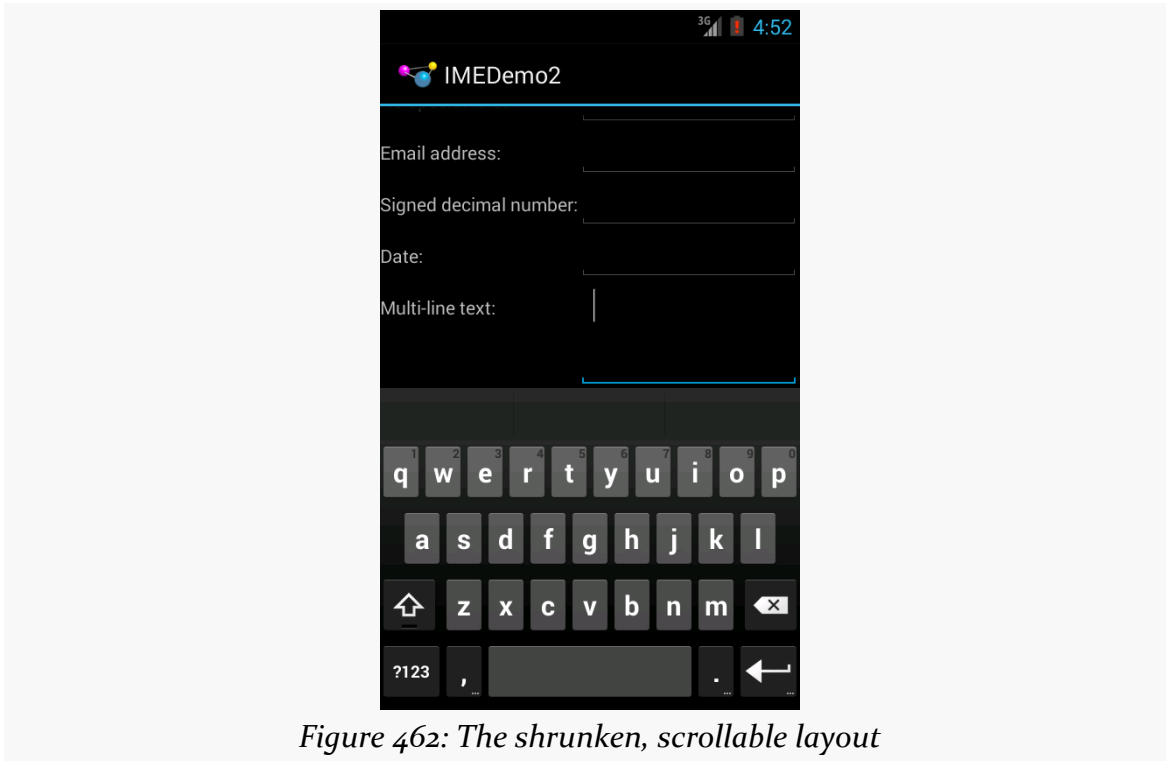 3G 4:52
IMEDemo2
Email address:
Signed decimal number:
Date:
Multi-line text:
1 2 3 4 5 6 7 8 9 0
q w e r t y u i o p
a s d f g h j k l
z x c v b n m
?123 , ... . ... ...
Figure 462: The shrunken, scrollable layout